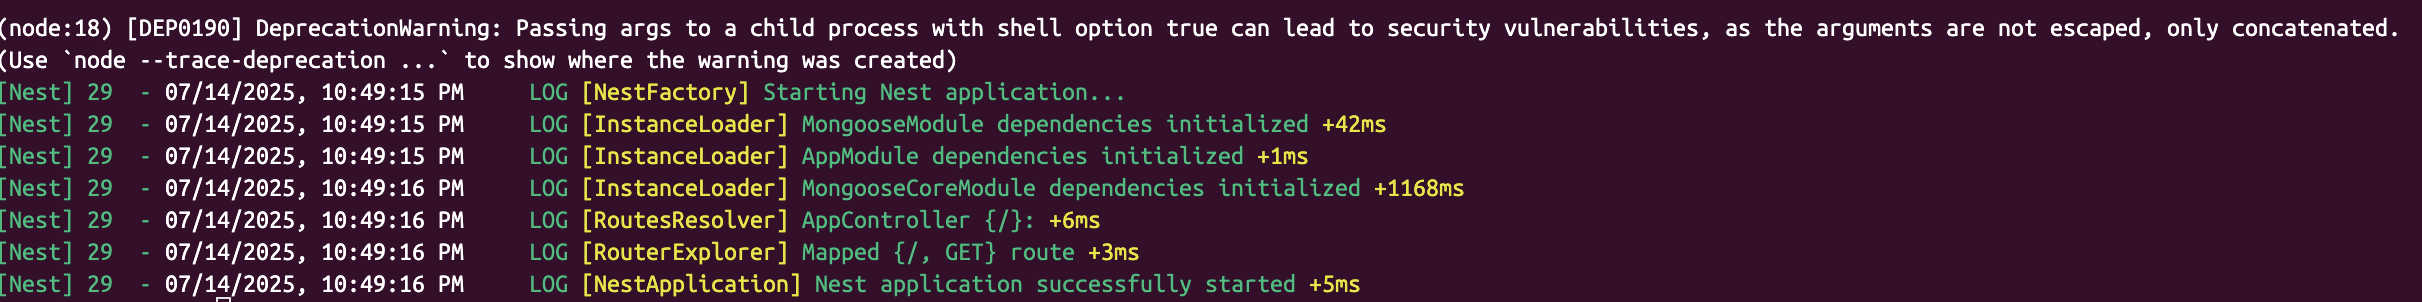 (node:18) [DEP0190] DeprecationWarning: Passing args to a child process with shell option true can lead to security vulnerabilities, as the arguments are not escaped, only concatenated.
(Use `node --trace-deprecation ...` to show where the warning was created)
[Nest] 29  - 07/14/2025, 10:49:15 PM     LOG [NestFactory] Starting Nest application...
[Nest] 29  - 07/14/2025, 10:49:15 PM     LOG [InstanceLoader] MongooseModule dependencies initialized +42ms
[Nest] 29  - 07/14/2025, 10:49:15 PM     LOG [InstanceLoader] AppModule dependencies initialized +1ms
[Nest] 29  - 07/14/2025, 10:49:16 PM     LOG [InstanceLoader] MongooseCoreModule dependencies initialized +1168ms
[Nest] 29  - 07/14/2025, 10:49:16 PM     LOG [RoutesResolver] AppController {/}: +6ms
[Nest] 29  - 07/14/2025, 10:49:16 PM     LOG [RouterExplorer] Mapped {/, GET} route +3ms
[Nest] 29  - 07/14/2025, 10:49:16 PM     LOG [NestApplication] Nest application successfully started +5ms